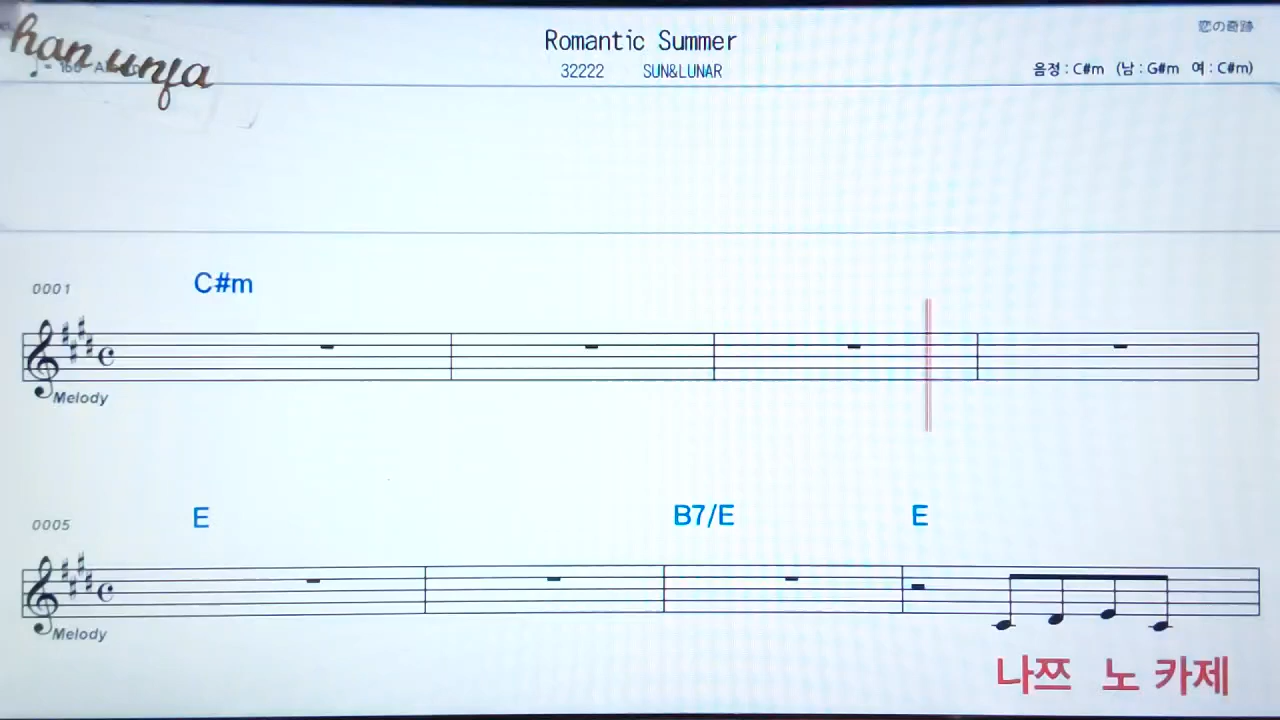 han unja
Romantic Summer
恋の奇跡
32222 SUN&LUNAR
음정 : C#m (남 : G#m 여 : C#m)
0001
C#m
Melody
0005
E B7/E E
Melody
나쯔 노 카제